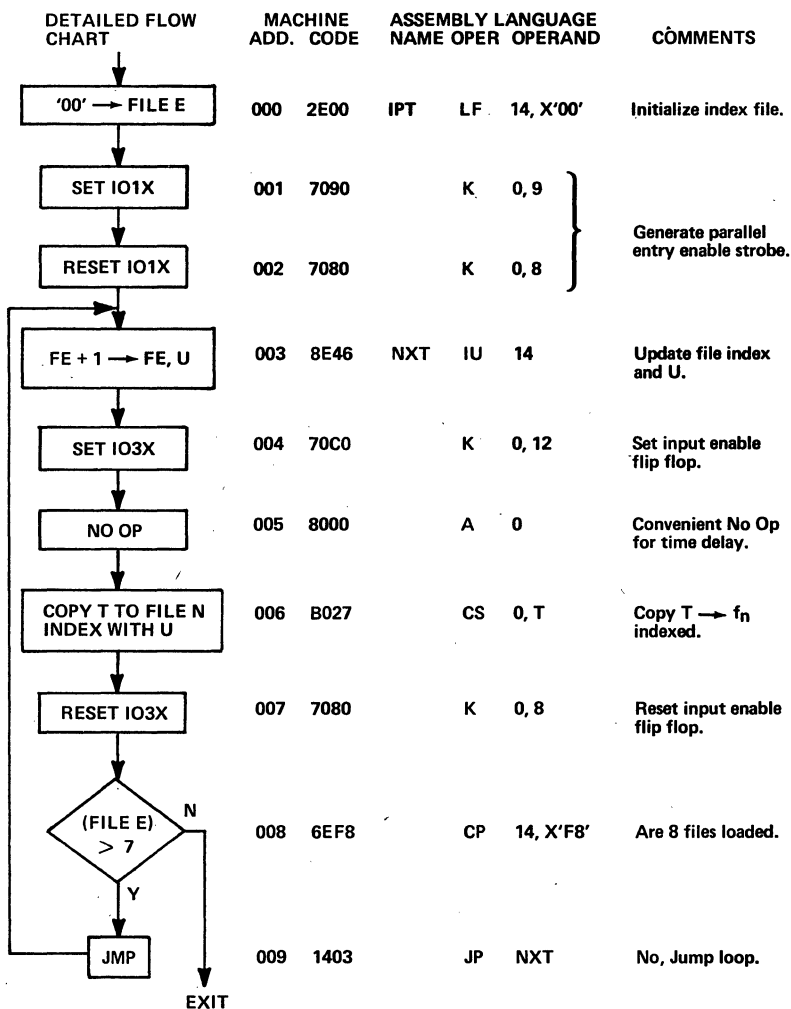 DETAILED FLOW CHART MACHINE ADD. CODE ASSEMBLY LANGUAGE NAME OPER OPERAND COMMENTS
'00' → FILE E 000 2E00 IPT LF 14, X'00' Initialize index file.
SET IO1X 001 7090 K 0, 9
Generate parallel
entry enable strobe.
RESET IO1X 002 7080 K 0, 8
FE + 1 → FE, U 003 8E46 NXT IU 14 Update file index
and U.
SET IO3X 004 70C0 K 0, 12 Set input enable
flip flop.
NO OP 005 8000 A 0 Convenient No Op
for time delay.
COPY T TO FILE N
INDEX WITH U 006 B027 CS 0, T Copy T → fn
indexed.
RESET IO3X 007 7080 K 0, 8 Reset input enable
flip flop.
(FILE E)
> 7 N 008 6EF8 CP 14, X'F8' Are 8 files loaded.
Y
JMP 009 1403 JP NXT No, Jump loop.
EXIT